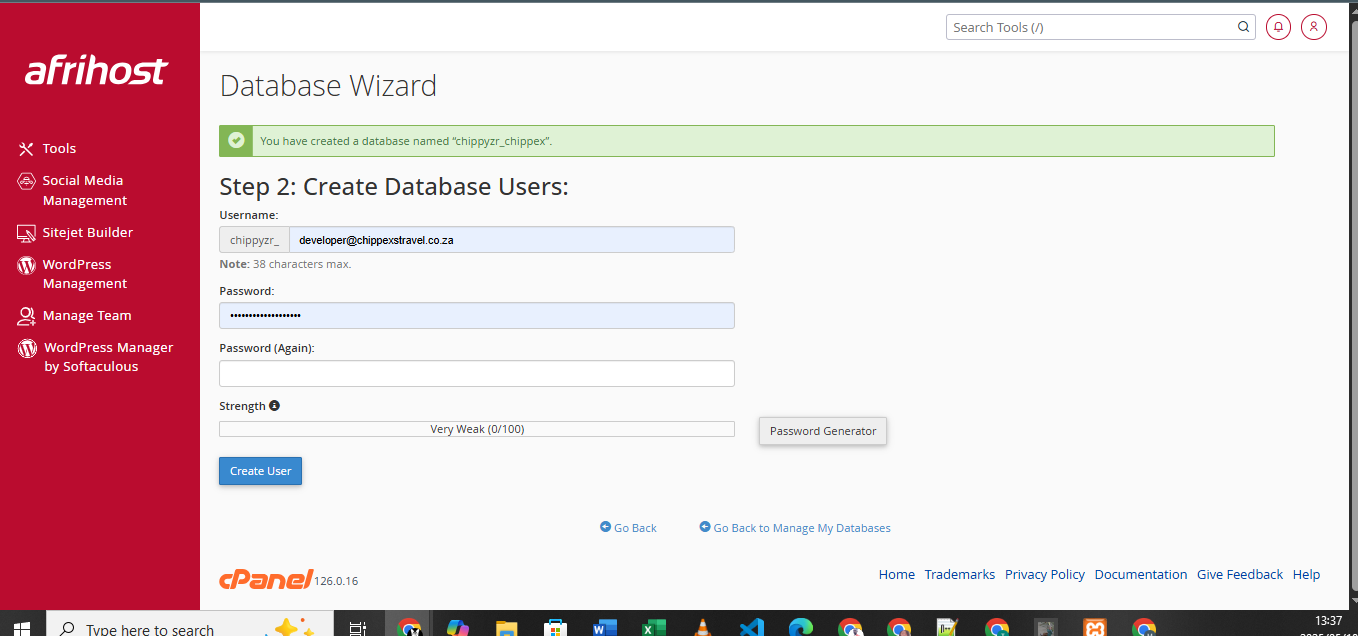 Search Tools (/)
afrihost
Database Wizard
You have created a database named “chippyzr_chippex”.
Tools
Social Media
Management
Sitejet Builder
WordPress
Management
Manage Team
WordPress Manager
by Softaculous
Step 2: Create Database Users:
Username:
chippyzr_ developer@chippexstravel.co.za
Note: 38 characters max.
Password:
Password (Again):
Strength
Very Weak (0/100)
Password Generator
Create User
Go Back Go Back to Manage My Databases
cPanel 126.0.16
Home Trademarks Privacy Policy Documentation Give Feedback Help
Type here to search
13:37